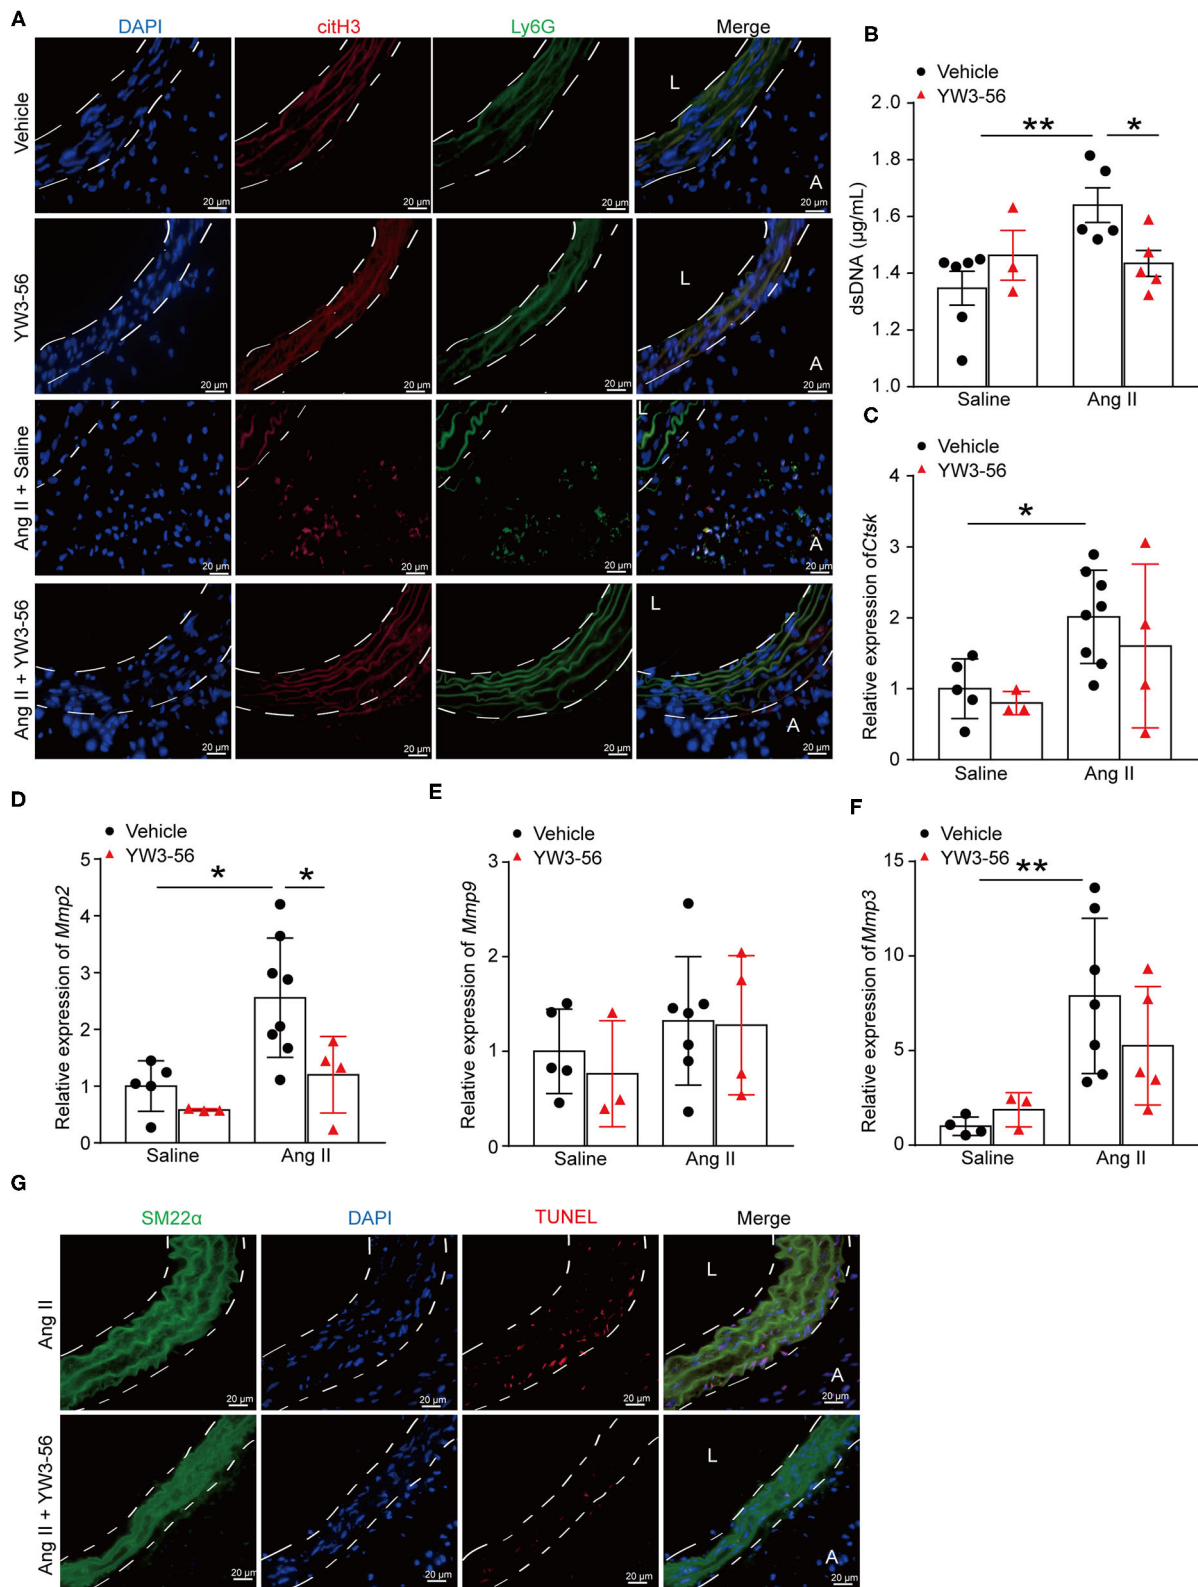 A
DAPI
citH3
Ly6G
Merge
Vehicle
20 µm
20 µm
20 µm
L
A
20 µm
YW3-56
20 µm
20 µm
20 µm
L
A
20 µm
Ang II + Saline
20 µm
20 µm
20 µm
L
A
20 µm
Ang II + YW3-56
20 µm
20 µm
20 µm
L
A
20 µm
B
Vehicle
YW3-56
dsDNA (µg/mL)
2.0
1.8
1.6
1.4
1.2
1.0
**
*
Saline
Ang II
C
Vehicle
YW3-56
Relative expression ofCtsk
4
3
2
1
0
*
Saline
Ang II
D
Vehicle
YW3-56
Relative expression of Mmp2
5
4
3
2
1
0
*
*
Saline
Ang II
E
Vehicle
YW3-56
Relative expression of Mmp9
3
2
1
0
Saline
Ang II
F
Vehicle
YW3-56
Relative expression of Mmp3
15
10
5
0
**
Saline
Ang II
G
SM22α
DAPI
TUNEL
Merge
Ang II
20 µm
20 µm
20 µm
L
A
20 µm
Ang II + YW3-56
20 µm
20 µm
20 µm
L
A
20 µm